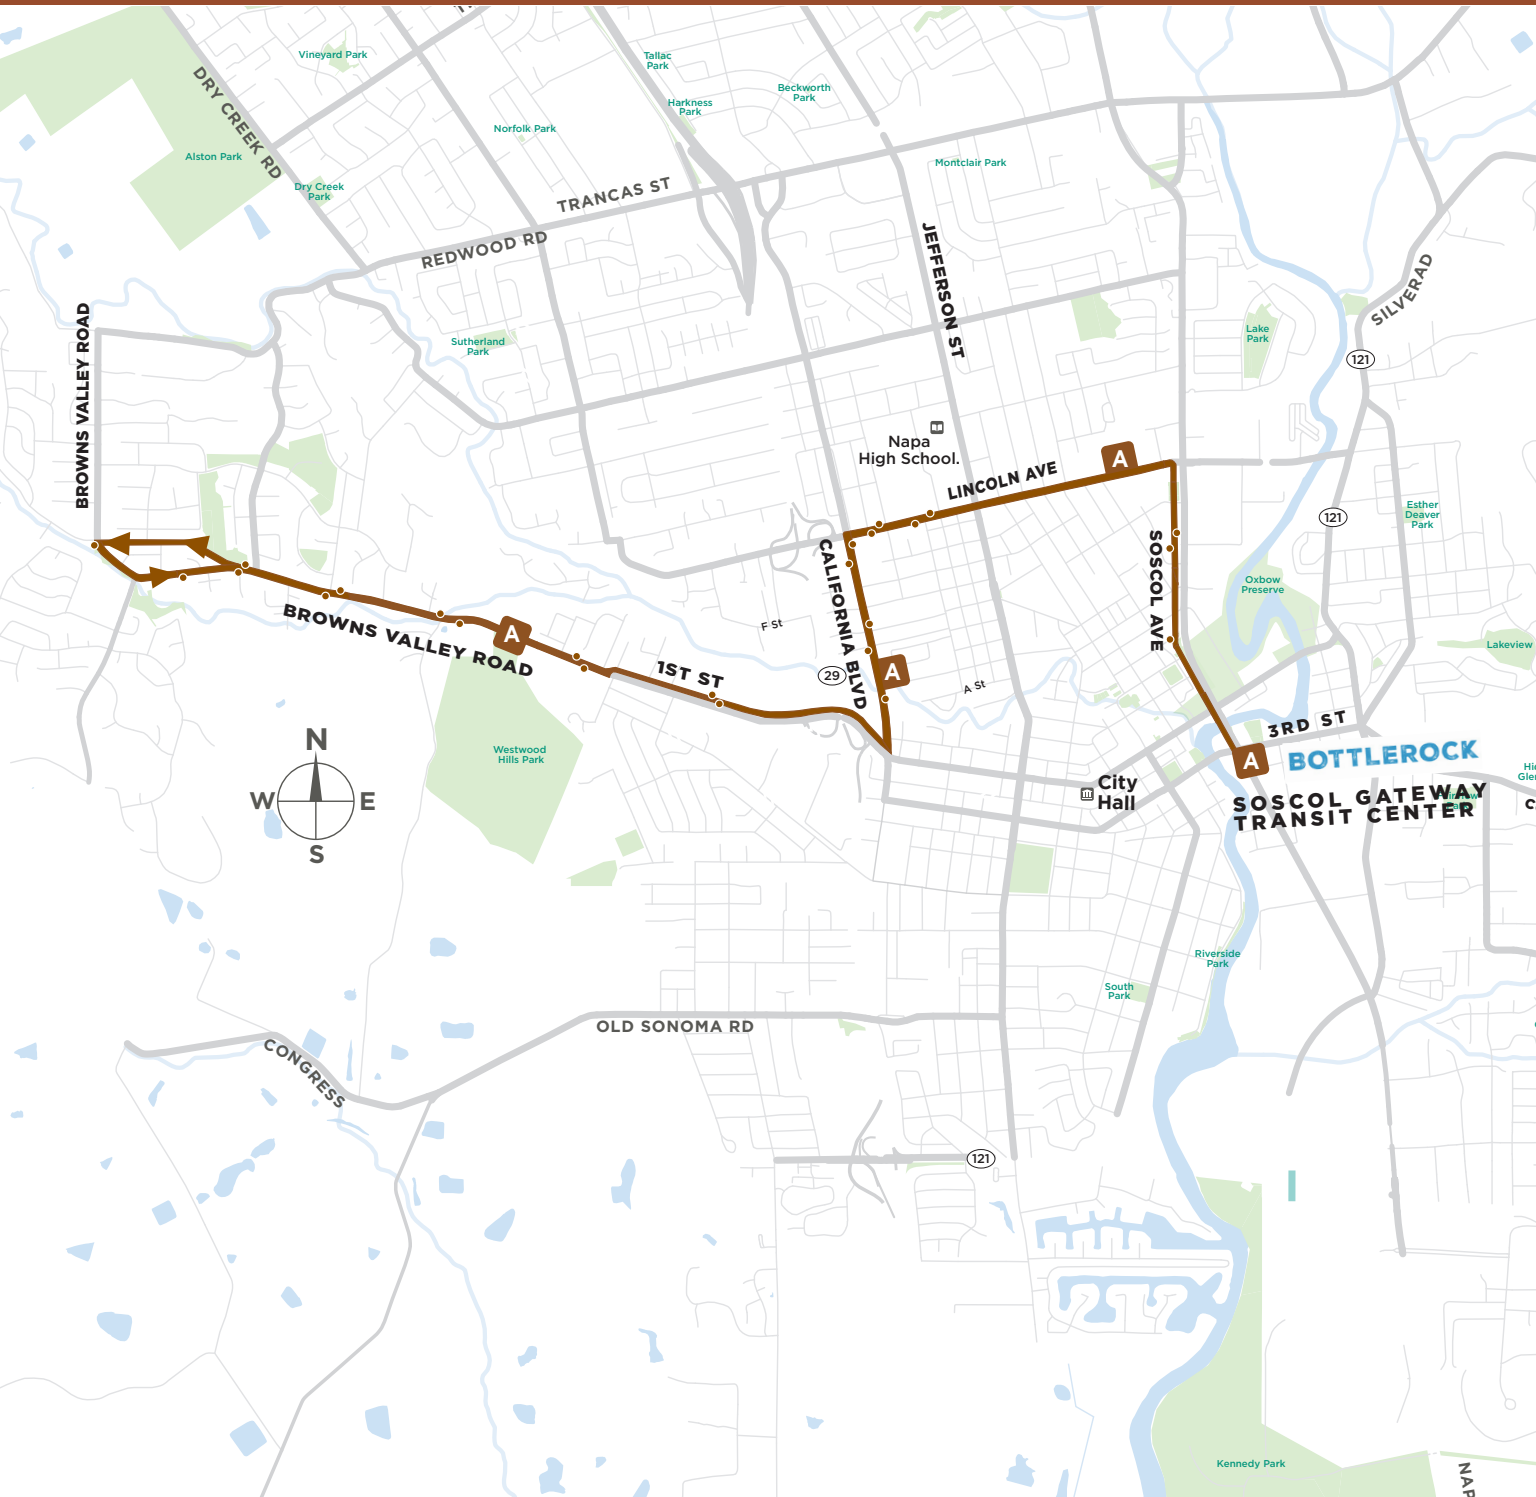 Vineyard Park
Tallac
Park
Beckworth
Park
Harkness
Park
DRY CREEK RD
Norfolk Park
Alston Park
Montclair Park
Dry Creek
Park
TRANCAS ST
REDWOOD RD
JEFFERSON ST
SILVERAD
BROWNS VALLEY ROAD
Sutherland
Park
Lake
Park
121
Napa
High School.
LINCOLN AVE
A
121
Esther
Deaver
Park
SOSCOL AVE
CALIFORNIA BLVD
Oxbow
Preserve
BROWNS VALLEY ROAD
A
F St
Lakeview
1ST ST
29
A
A St
3RD ST
N
W
E
S
Westwood
Hills Park
A
BOTTLEROCK
City
Hall
SOSCOL GATEWAY
TRANSIT CENTER
Riverside
Park
South
Park
OLD SONOMA RD
CONGRESS
121
Kennedy Park
NAP